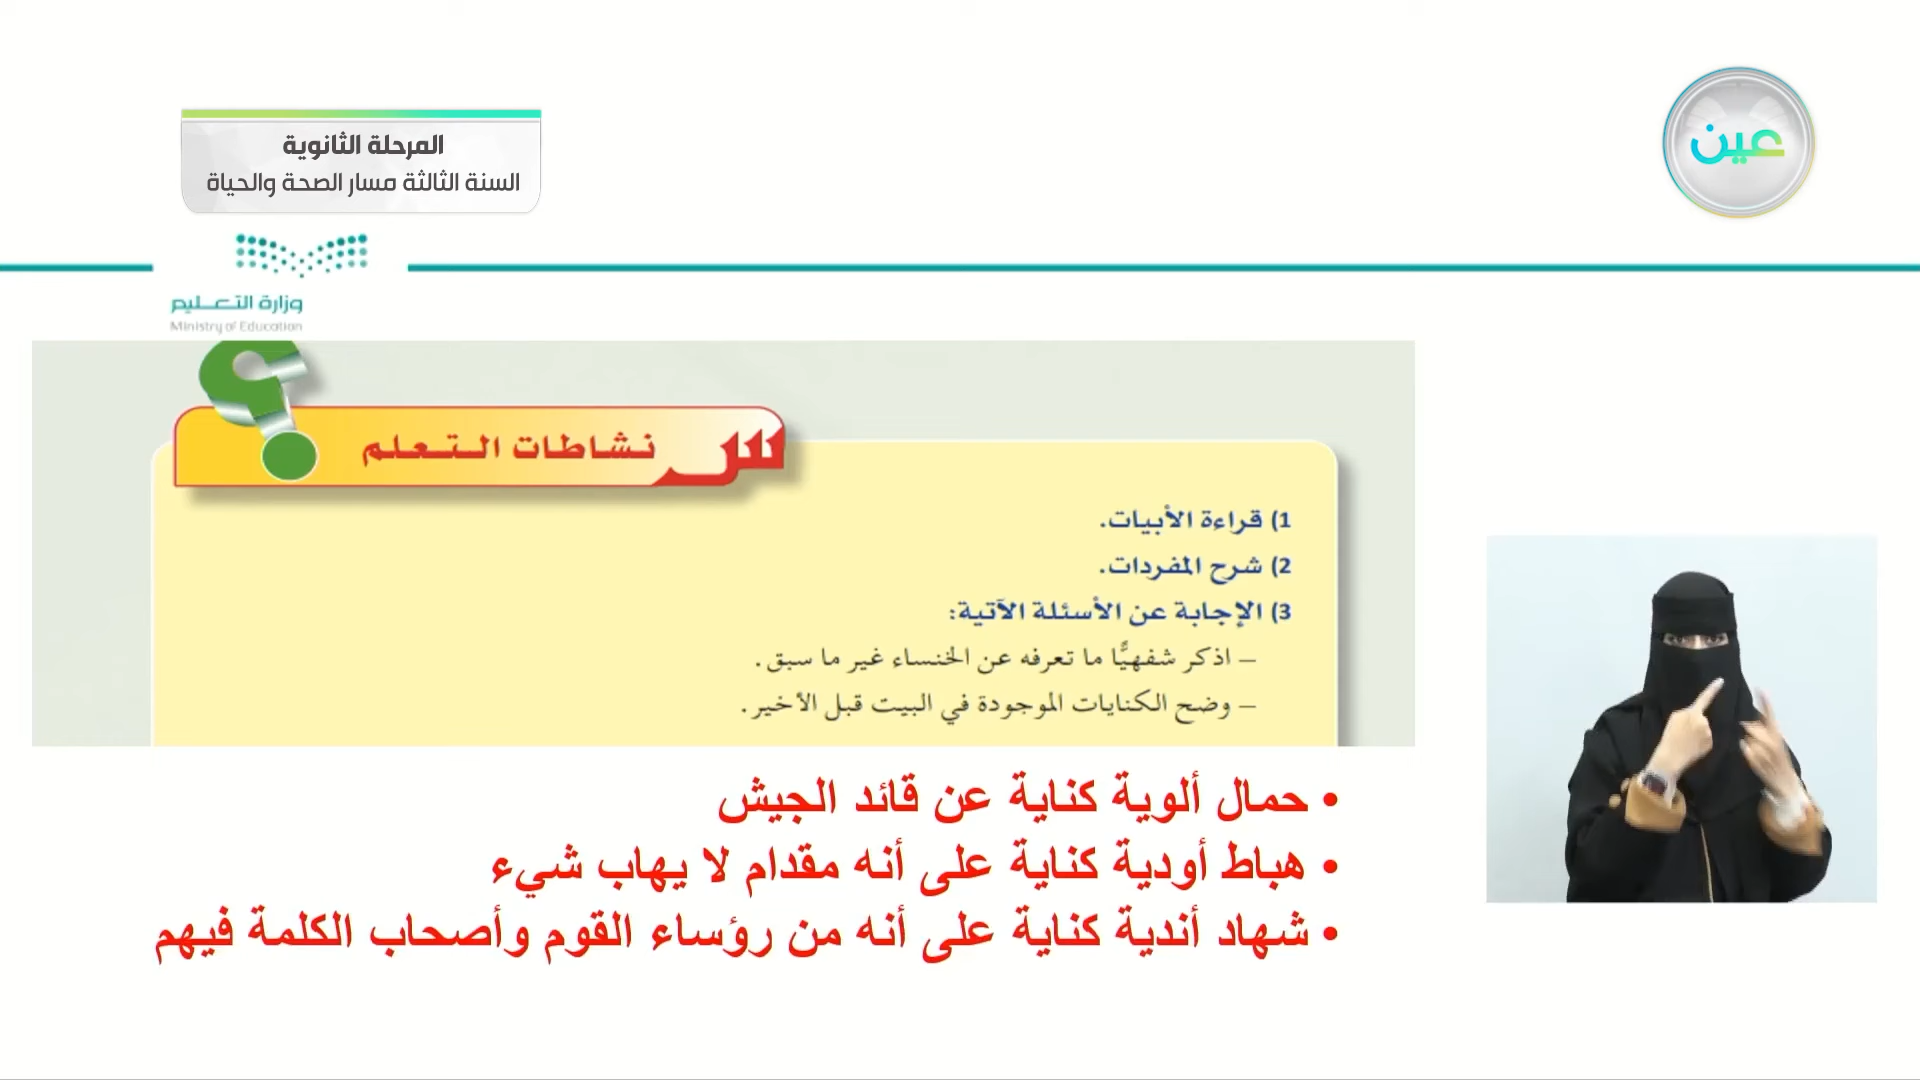 المرحلة الثانوية
السنة الثالثة مسار الصحة والحياة
عين
وزارة التعليم
Ministry of Education
س نشاطات التعلم ؟
1) قراءة الأبيات.
2) شرح المفردات.
3) الإجابة عن الأسئلة الآتية:
– اذكر شفهيًّا ما تعرفه عن الخنساء غير ما سبق.
– وضح الكنايات الموجودة في البيت قبل الأخير.
• حمال ألوية كناية عن قائد الجيش
• هباط أودية كناية على أنه مقدام لا يهاب شيء
• شهاد أندية كناية على أنه من رؤساء القوم وأصحاب الكلمة فيهم